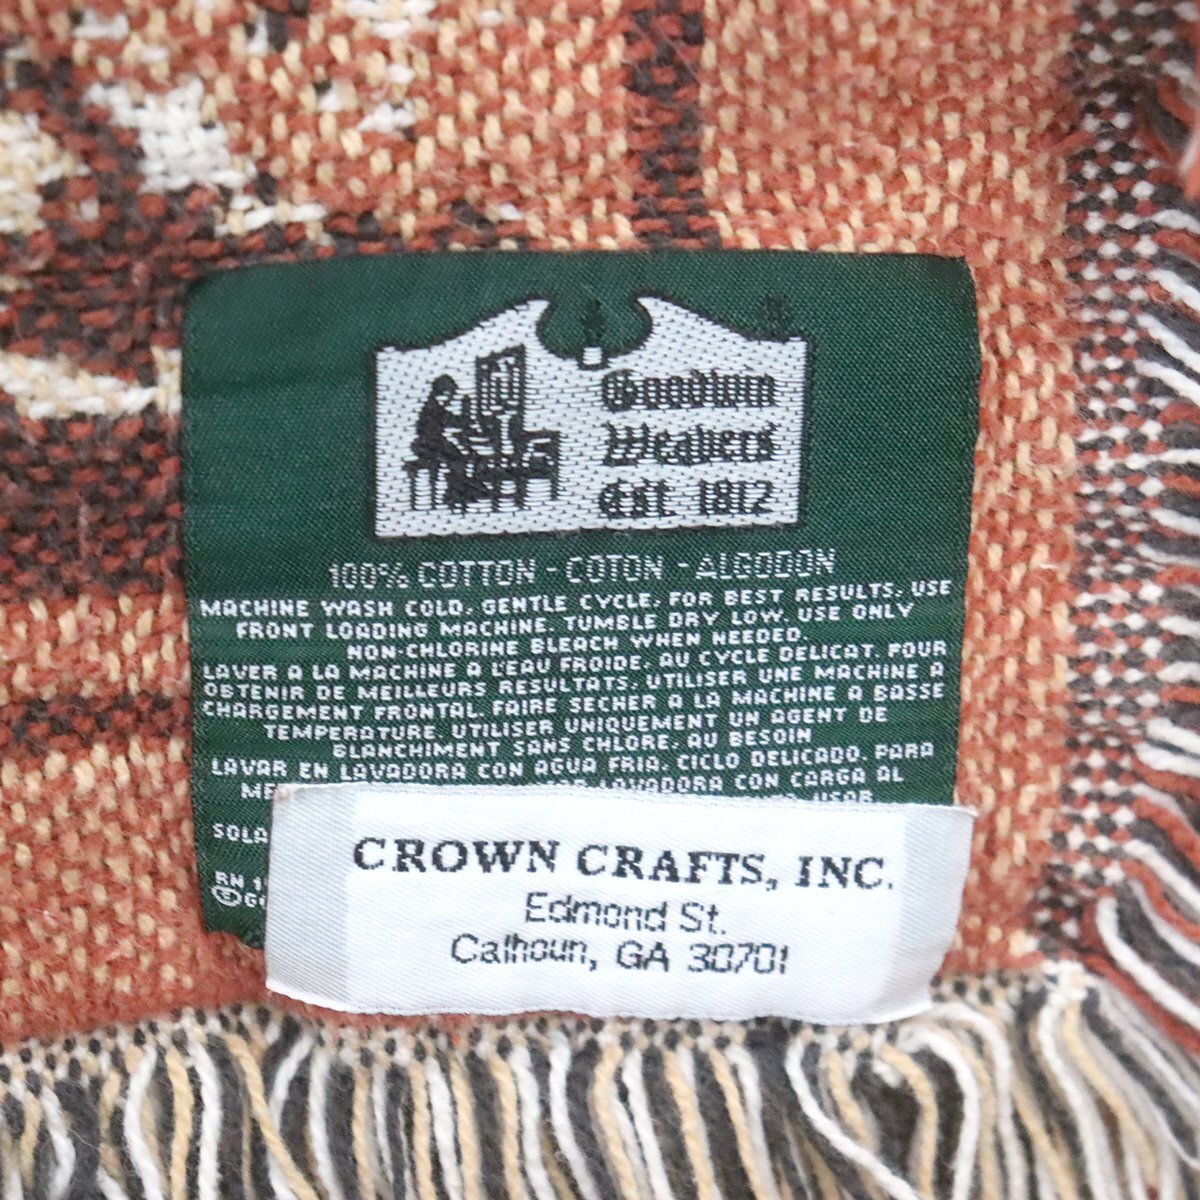 Goodwin
Weavers
Est. 1812
100% COTTON - COTON - ALGODON
MACHINE WASH COLD, GENTLE CYCLE, FOR BEST RESULTS, USE
FRONT LOADING MACHINE, TUMBLE DRY LOW, USE ONLY
NON-CHLORINE BLEACH WHEN NEEDED.
LAVER A LA MACHINE A L'EAU FROIDE, AU CYCLE DELICAT. POUR
OBTENIR DE MEILLEURS RESULTATS, UTILISER UNE MACHINE A
CHARGEMENT FRONTAL. FAIRE SECHER A LA MACHINE A BASSE
TEMPERATURE. UTILISER UNIQUEMENT UN AGENT DE
BLANCHIMENT SANS CHLORE, AU BESOIN
LAVAR EN LAVADORA CON AGUA FRIA, CICLO DELICADO. PARA
LAVADORA CON CARGA AL
USAR
RN
CROWN CRAFTS, INC.
Edmond St.
Calhoun, GA 30701